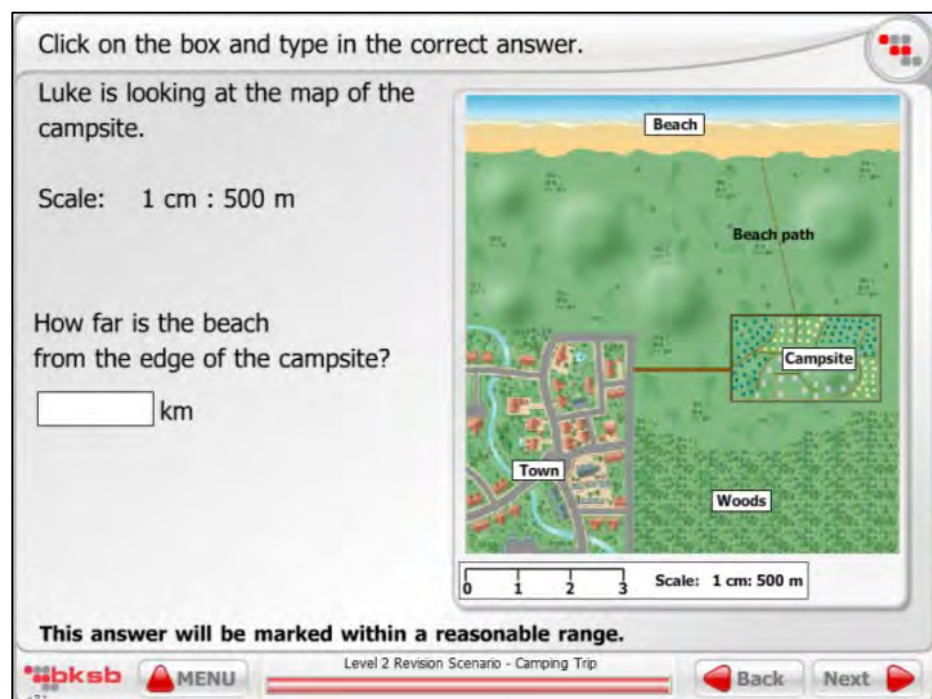 Click on the box and type in the correct answer.
Luke is looking at the map of the
campsite.
Scale: 1 cm : 500 m
How far is the beach
from the edge of the campsite?
km
Beach
Beach path
Campsite
Town
Woods
0 1 2 3
Scale: 1 cm: 500 m
This answer will be marked within a reasonable range.
bksb
MENU
Level 2 Revision Scenario - Camping Trip
Back
Next